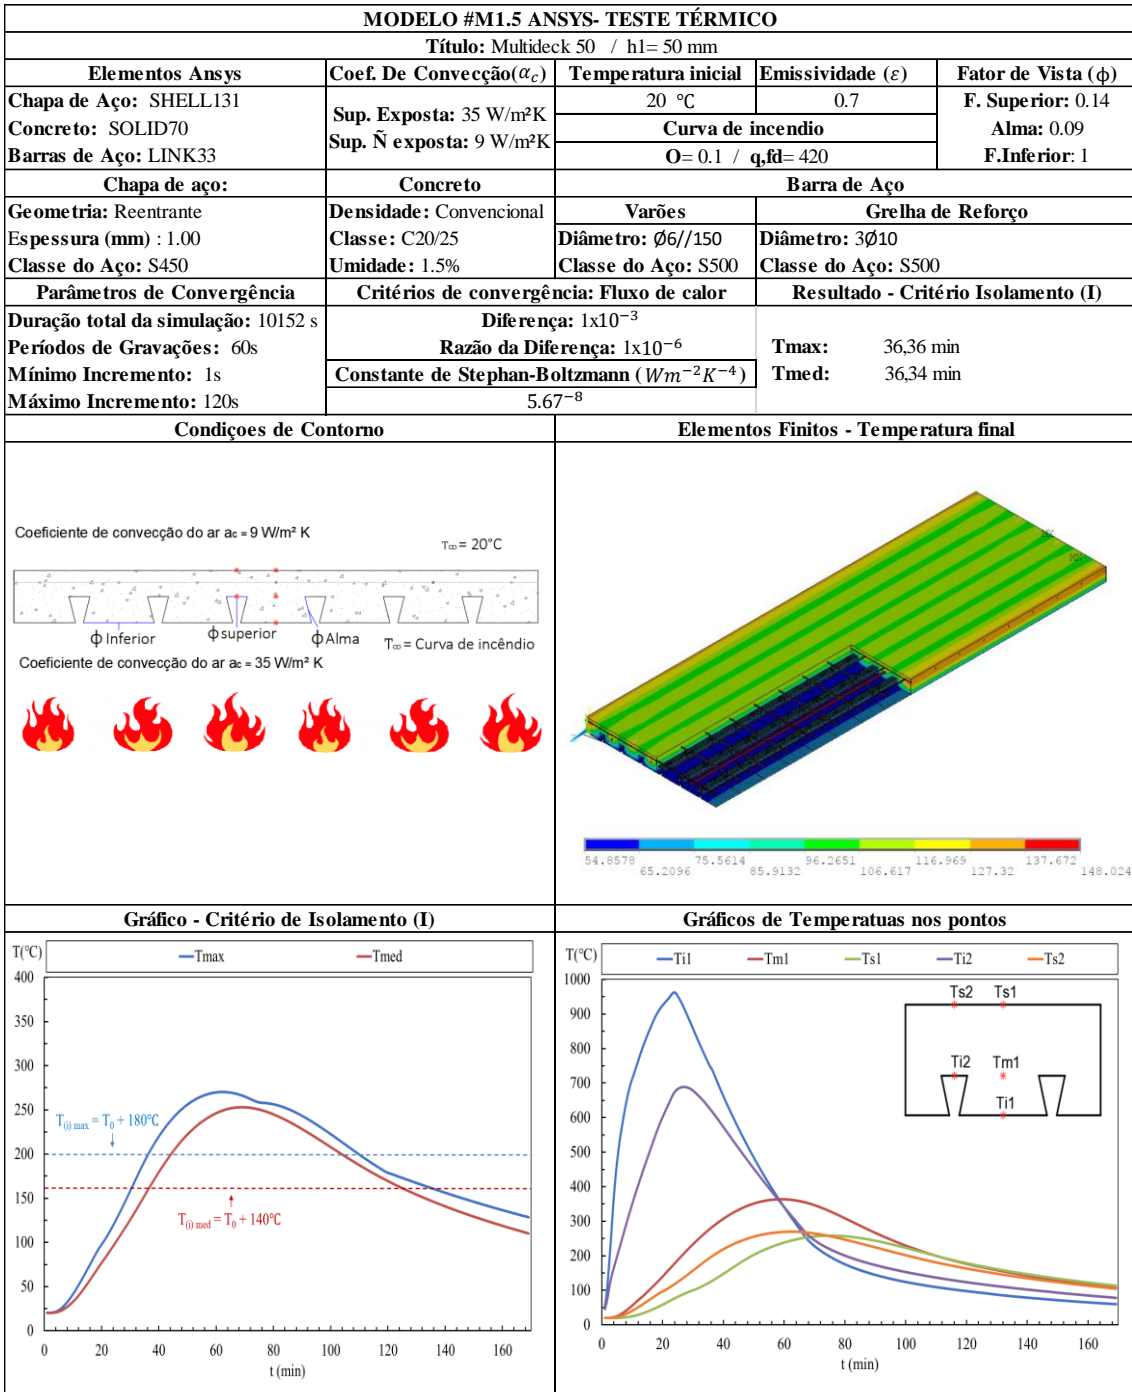 MODELO #M1.5 ANSYS- TESTE TÉRMICO
Título: Multideck 50 / h1= 50 mm
Elementos Ansys
Coef. De Convecção(α_c)
Temperatura inicial
Emissividade (ε)
Fator de Vista (ϕ)
Chapa de Aço: SHELL131
Concreto: SOLID70
Barras de Aço: LINK33
Sup. Exposta: 35 W/m²K
Sup. Ñ exposta: 9 W/m²K
20 °C
0.7
Curva de incendio
O= 0.1 / q,fd= 420
F. Superior: 0.14
Alma: 0.09
F.Inferior: 1
Chapa de aço:
Concreto
Barra de Aço
Geometria: Reentrante
Espessura (mm) : 1.00
Classe do Aço: S450
Densidade: Convencional
Classe: C20/25
Umidade: 1.5%
Varões
Diâmetro: Ø6//150
Classe do Aço: S500
Grelha de Reforço
Diâmetro: 3Ø10
Classe do Aço: S500
Parâmetros de Convergência
Critérios de convergência: Fluxo de calor
Resultado - Critério Isolamento (I)
Duração total da simulação: 10152 s
Períodos de Gravações: 60s
Mínimo Incremento: 1s
Máximo Incremento: 120s
Diferença: 1x10⁻³
Razão da Diferença: 1x10⁻⁶
Constante de Stephan-Boltzmann (Wm⁻²K⁻⁴)
5.67⁻⁸
Tmax: 36,36 min
Tmed: 36,34 min
Condiçoes de Contorno
Elementos Finitos - Temperatura final
Coeficiente de convecção do ar ac = 9 W/m² K
T∞ = 20°C
ϕ Inferior
ϕ superior
ϕ Alma
T∞ = Curva de incêndio
Coeficiente de convecção do ar ac = 35 W/m² K
54.8578 75.5614 96.2651 116.969 137.672
65.2096 85.9132 106.617 127.32 148.024
Gráfico - Critério de Isolamento (I)
Gráficos de Temperatuas nos pontos
T(°C)
Tmax Tmed
400
350
300
250
200
150
100
50
0
T(i) max = T0 + 180°C
T(i) med = T0 + 140°C
0 20 40 60 80 100 120 140 160
t (min)
T(°C)
Ti1 Tm1 Ts1 Ti2 Ts2
1000
900
800
700
600
500
400
300
200
100
0
Ts2 Ts1
Ti2 Tm1
Ti1
0 20 40 60 80 100 120 140 160
t (min)